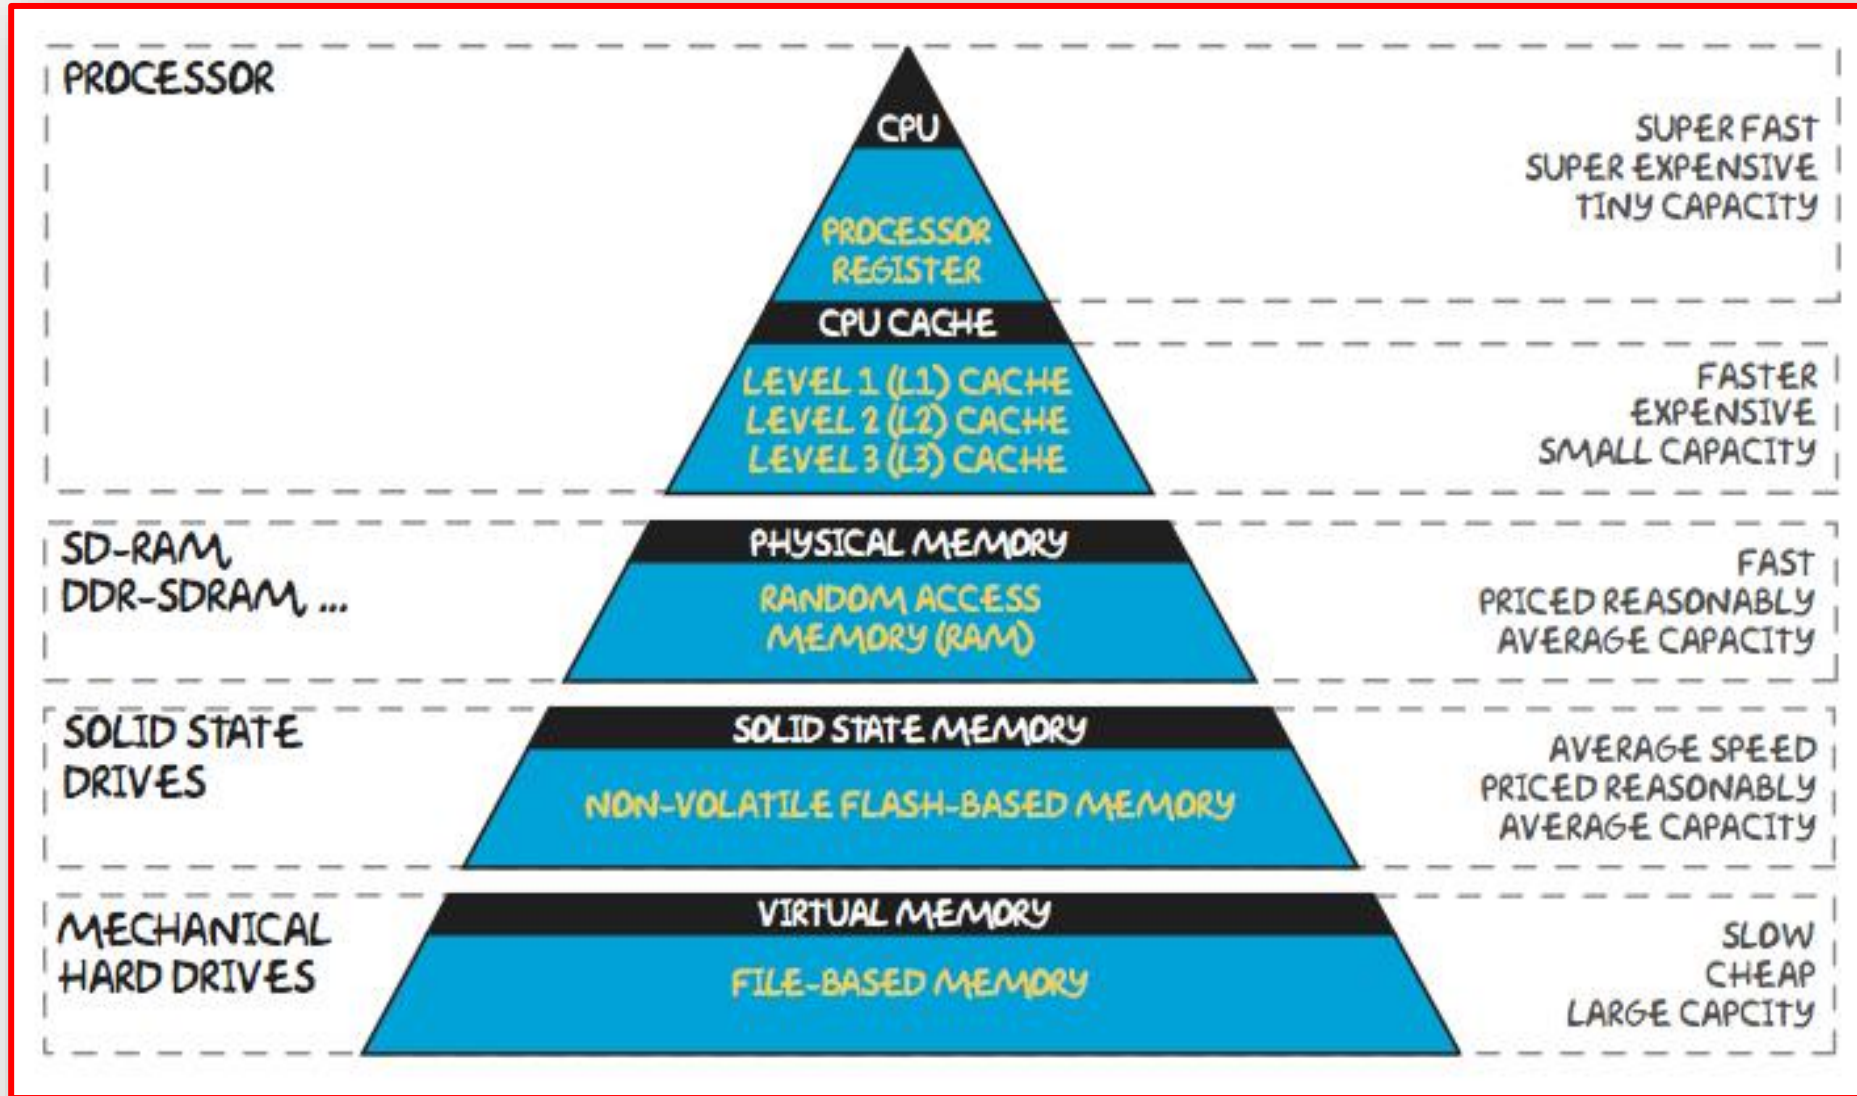 PROCESSOR
CPU
PROCESSOR
REGISTER
SUPER FAST
SUPER EXPENSIVE
TINY CAPACITY
CPU CACHE
LEVEL 1 (L1) CACHE
LEVEL 2 (L2) CACHE
LEVEL 3 (L3) CACHE
FASTER
EXPENSIVE
SMALL CAPACITY
SD-RAM,
DDR-SDRAM, ...
PHYSICAL MEMORY
RANDOM ACCESS
MEMORY (RAM)
FAST
PRICED REASONABLY
AVERAGE CAPACITY
SOLID STATE
DRIVES
SOLID STATE MEMORY
NON-VOLATILE FLASH-BASED MEMORY
AVERAGE SPEED
PRICED REASONABLY
AVERAGE CAPACITY
MECHANICAL
HARD DRIVES
VIRTUAL MEMORY
FILE-BASED MEMORY
SLOW
CHEAP
LARGE CAPCITY